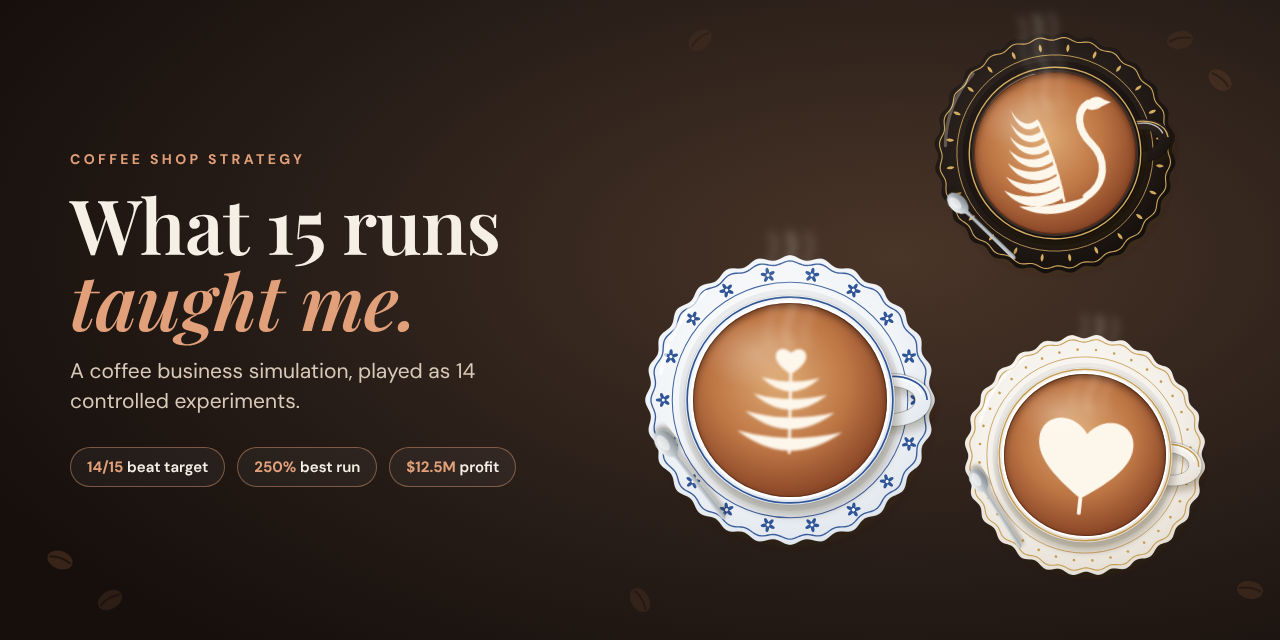 COFFEE SHOP STRATEGY
What 15 runs
taught me.
A coffee business simulation, played as 14
controlled experiments.
14/15 beat target
250% best run
$12.5M profit